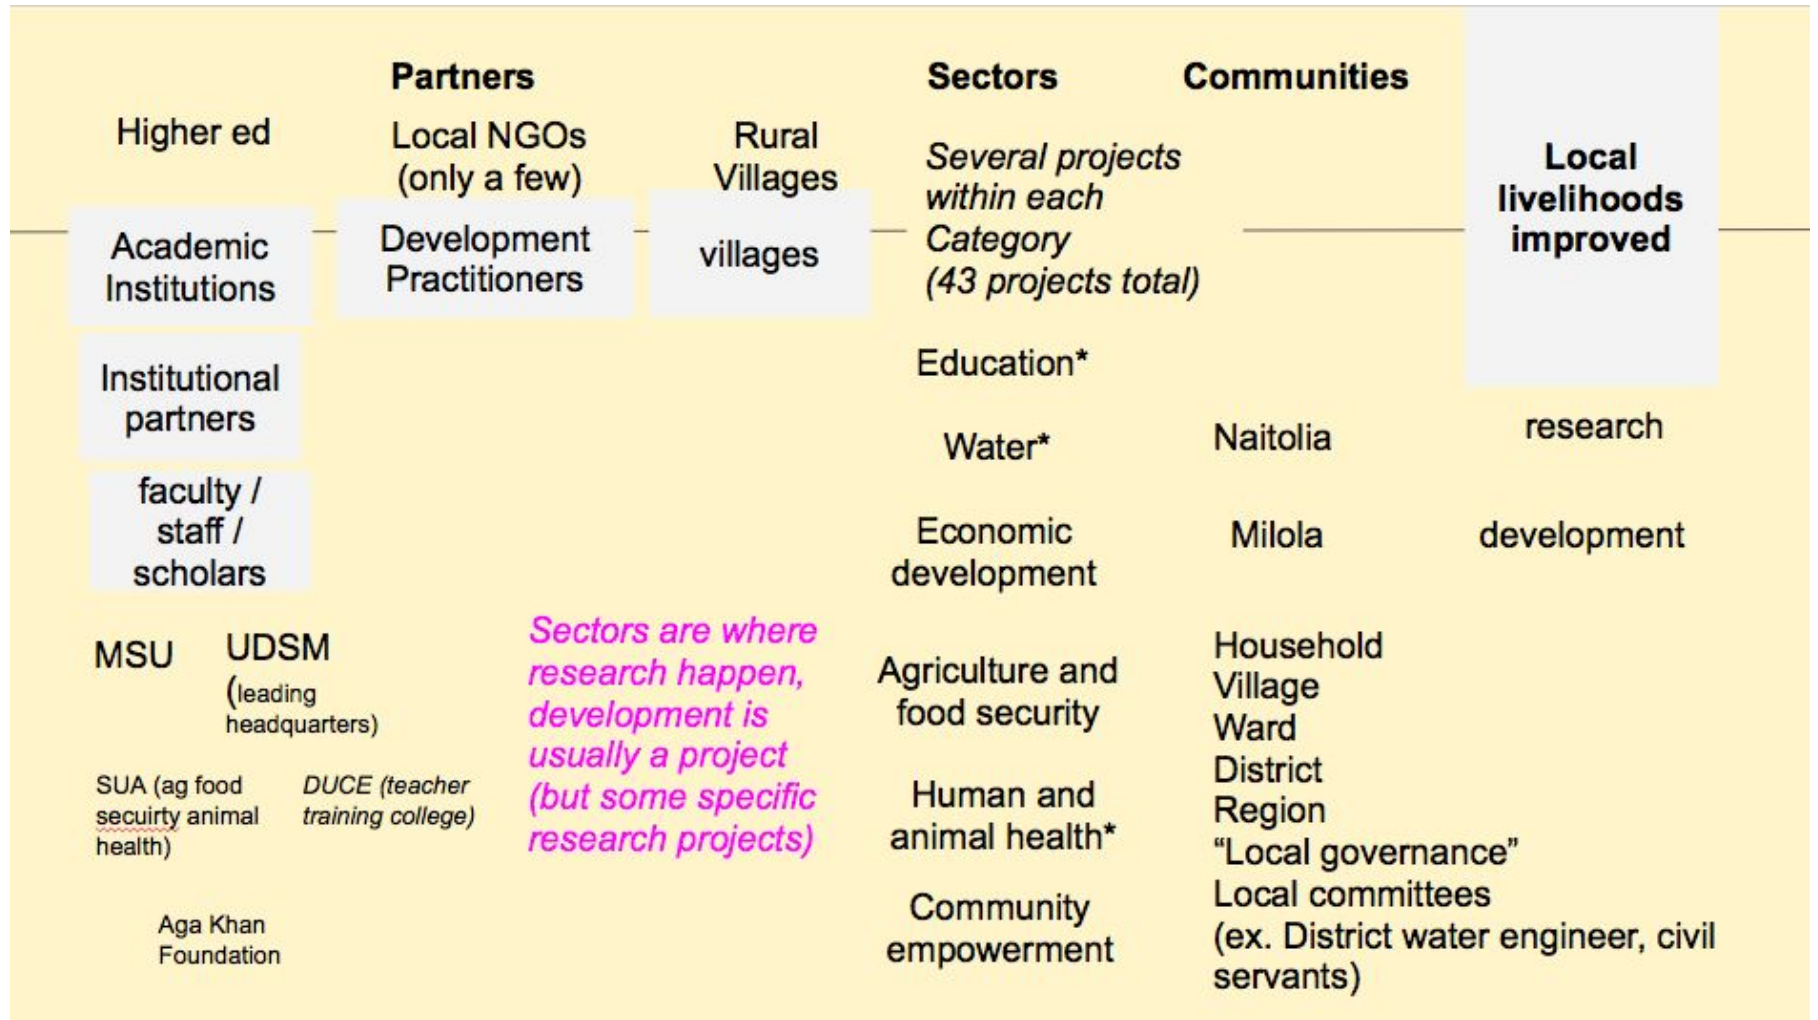 Partners
Sectors
Communities
Higher ed
Local NGOs
(only a few)
Rural
Villages
Several projects
within each
Category
(43 projects total)
Local
livelihoods
improved
Academic
Institutions
Development
Practitioners
villages
Institutional
partners
faculty /
staff /
scholars
MSU
UDSM
(leading
headquarters)
SUA (ag food
secuirty animal
health)
DUCE (teacher
training college)
Aga Khan
Foundation
Sectors are where
research happen,
development is
usually a project
(but some specific
research projects)
Education*
Water*
Economic
development
Agriculture and
food security
Human and
animal health*
Community
empowerment
Naitolia
Milola
Household
Village
Ward
District
Region
“Local governance”
Local committees
(ex. District water engineer, civil
servants)
research
development